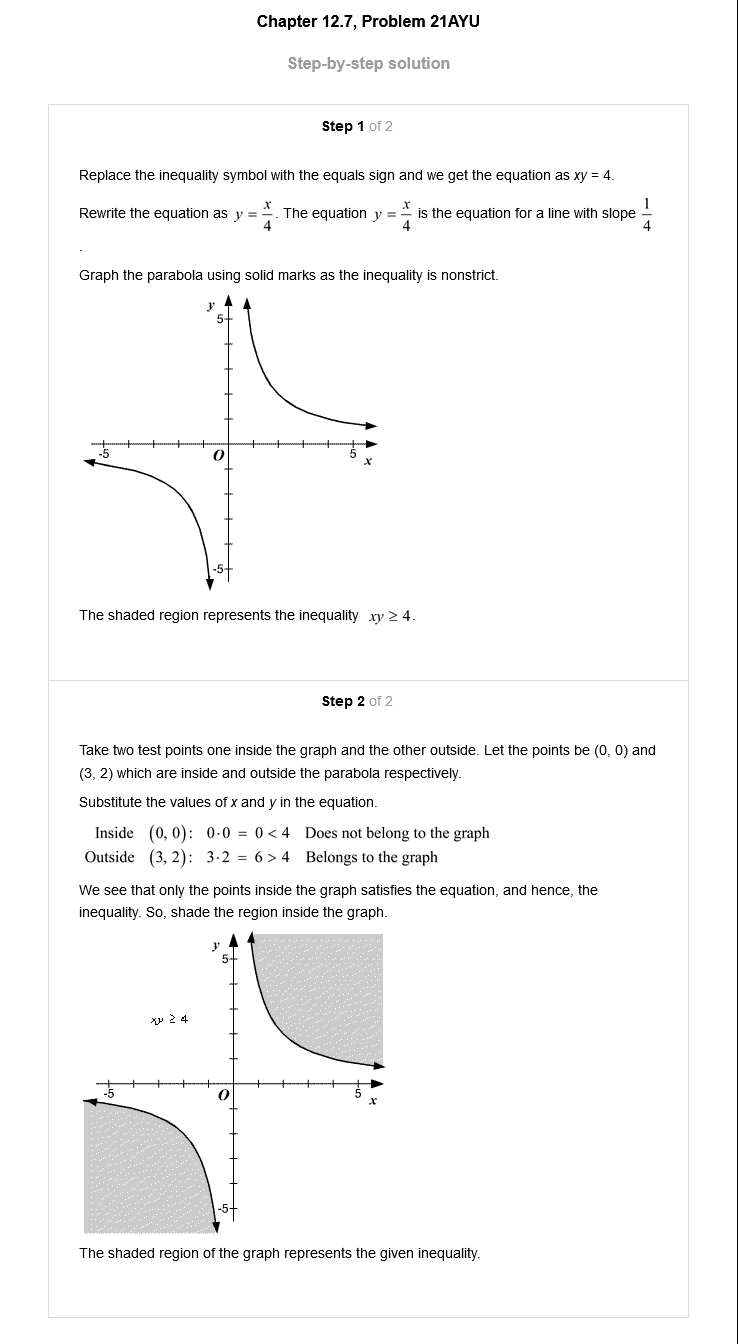 Chapter 12.7, Problem 21AYU
Step-by-step solution
Step 1 of 2
Replace the inequality symbol with the equals sign and we get the equation as xy = 4.
Rewrite the equation as y = x/4. The equation y = x/4 is the equation for a line with slope 1/4
.
Graph the parabola using solid marks as the inequality is nonstrict.
y
5
-5
O
5
x
-5
The shaded region represents the inequality xy ≥ 4.
Step 2 of 2
Take two test points one inside the graph and the other outside. Let the points be (0, 0) and
(3, 2) which are inside and outside the parabola respectively.
Substitute the values of x and y in the equation.
Inside (0, 0): 0·0 = 0 < 4 Does not belong to the graph
Outside (3, 2): 3·2 = 6 > 4 Belongs to the graph
We see that only the points inside the graph satisfies the equation, and hence, the
inequality. So, shade the region inside the graph.
y
5
xy ≥ 4
-5
O
5
x
-5
The shaded region of the graph represents the given inequality.